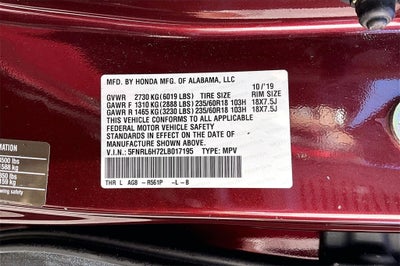 MFD. BY HONDA MFG. OF ALABAMA, LLC
10/'19
GVWR 2730 KG (6019 LBS) TIRE SIZE RIM SIZE
GAWR F 1310 KG (2888 LBS) 235/60R18 103H 18X7.5J
GAWR R 1465 KG (3230 LBS) 235/60R18 103H 18X7.5J
THIS VEHICLE CONFORMS TO ALL APPLICABLE
FEDERAL MOTOR VEHICLE SAFETY
STANDARDS IN EFFECT ON THE DATE OF
MANUFACTURE SHOWN ABOVE.
V.I.N.: 5FNRL6H72LB017195 TYPE: MPV
THR L AGB - R561P -L - B